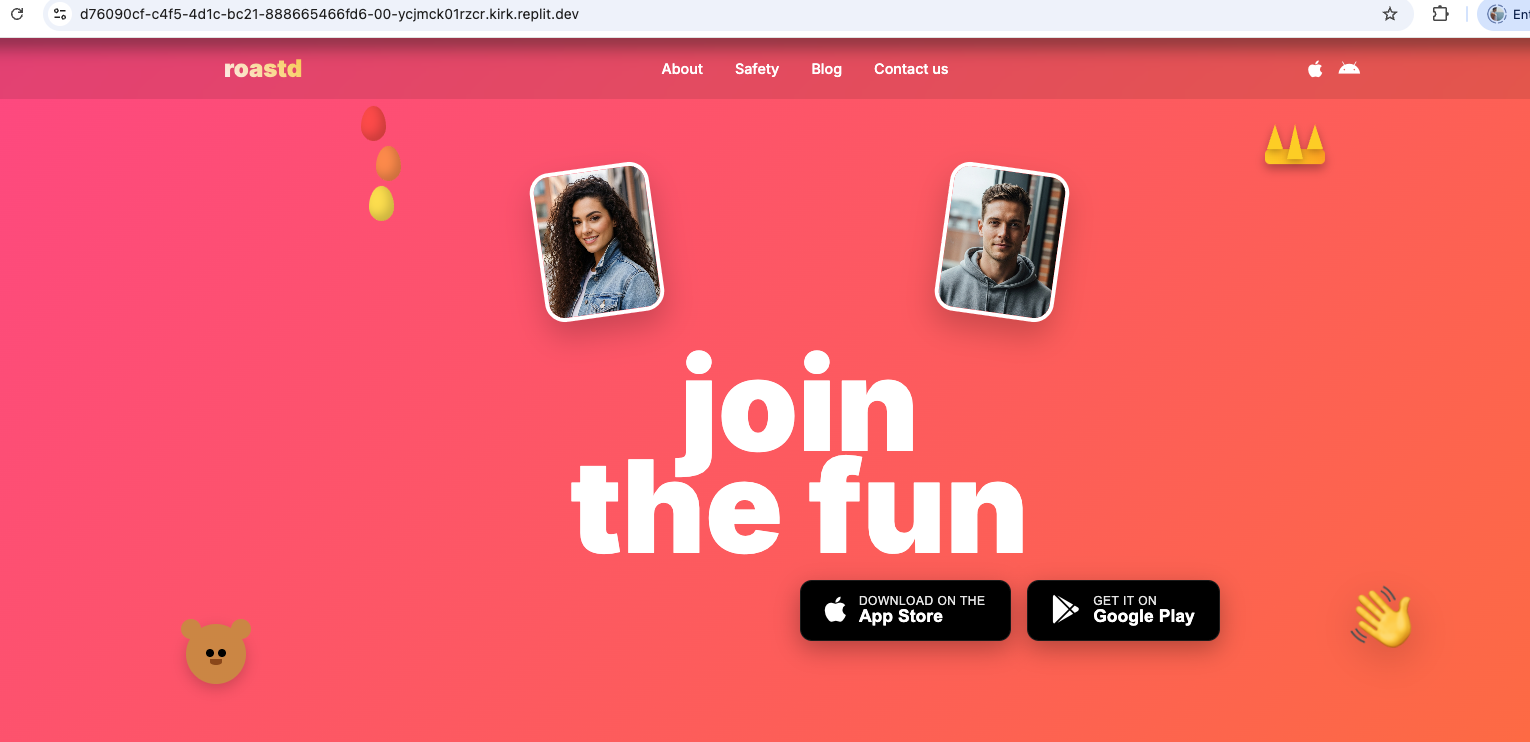 d76090cf-c4f5-4d1c-bc21-888665466fd6-00-ycjmck01rzcr.kirk.replit.dev
Ent
roastd
About
Safety
Blog
Contact us
join
the fun
DOWNLOAD ON THE
App Store
GET IT ON
Google Play